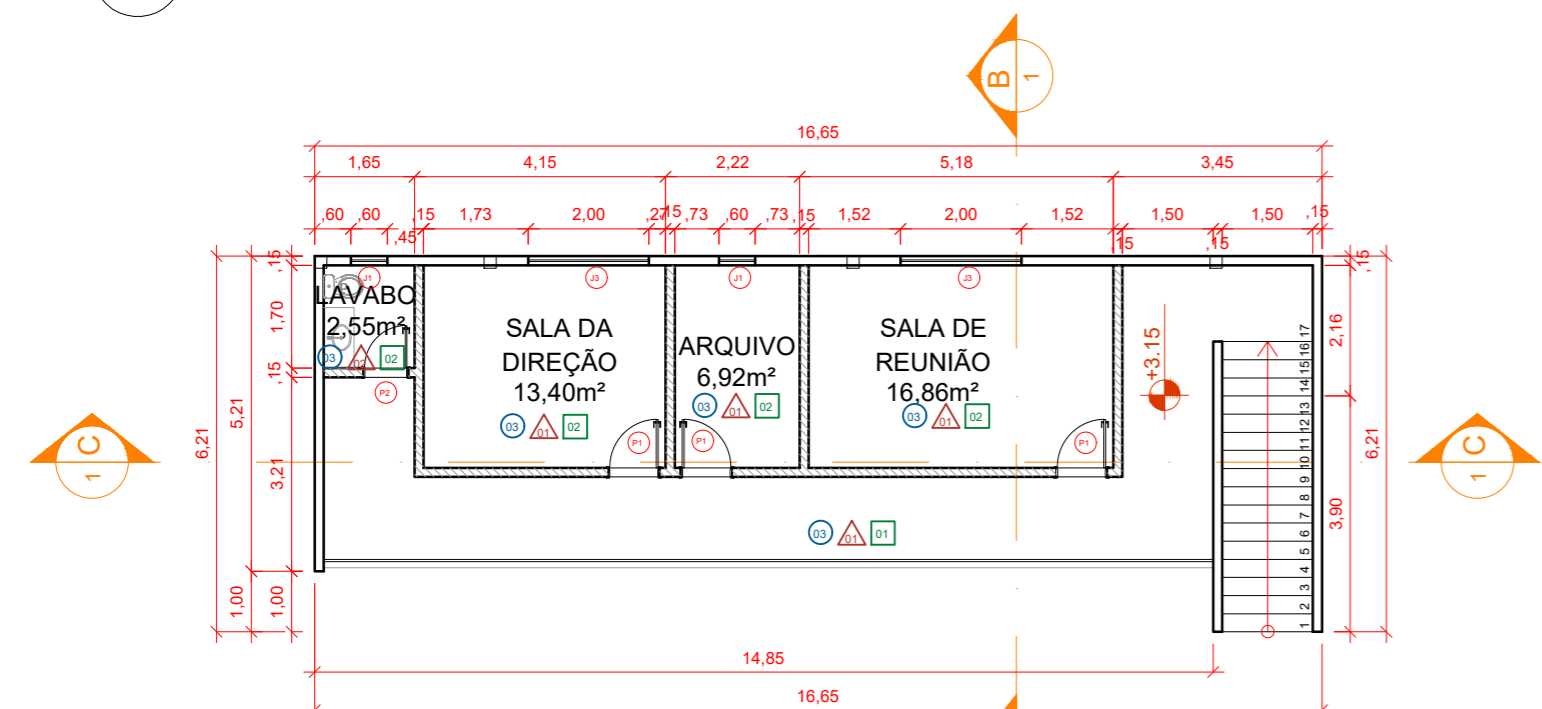 B
1
16,65
1,65 4,15 2,22 5,18 3,45
,60 ,60 ,15 1,73 2,00 ,27 ,15 ,73 ,60 ,73 ,15 1,52 2,00 1,52 1,50 1,50 ,15
,45 ,15 ,15
,15 ,15
J1 J3 J1 J3
LAVABO
2,55m²
03 02 02
P2
SALA DA
DIREÇÃO
13,40m²
03 01 02
P1
ARQUIVO
6,92m²
03 01 02
P1
SALA DE
REUNIÃO
16,86m²
03 01 02
P1
+3.15
1,70
,15
3,21
1,00
5,21
1,00
6,21
2,16
3,90
6,21
17
16
15
14
13
12
11
10
9
8
7
6
5
4
3
2
1
C
1
C
1
03 01 01
14,85
16,65